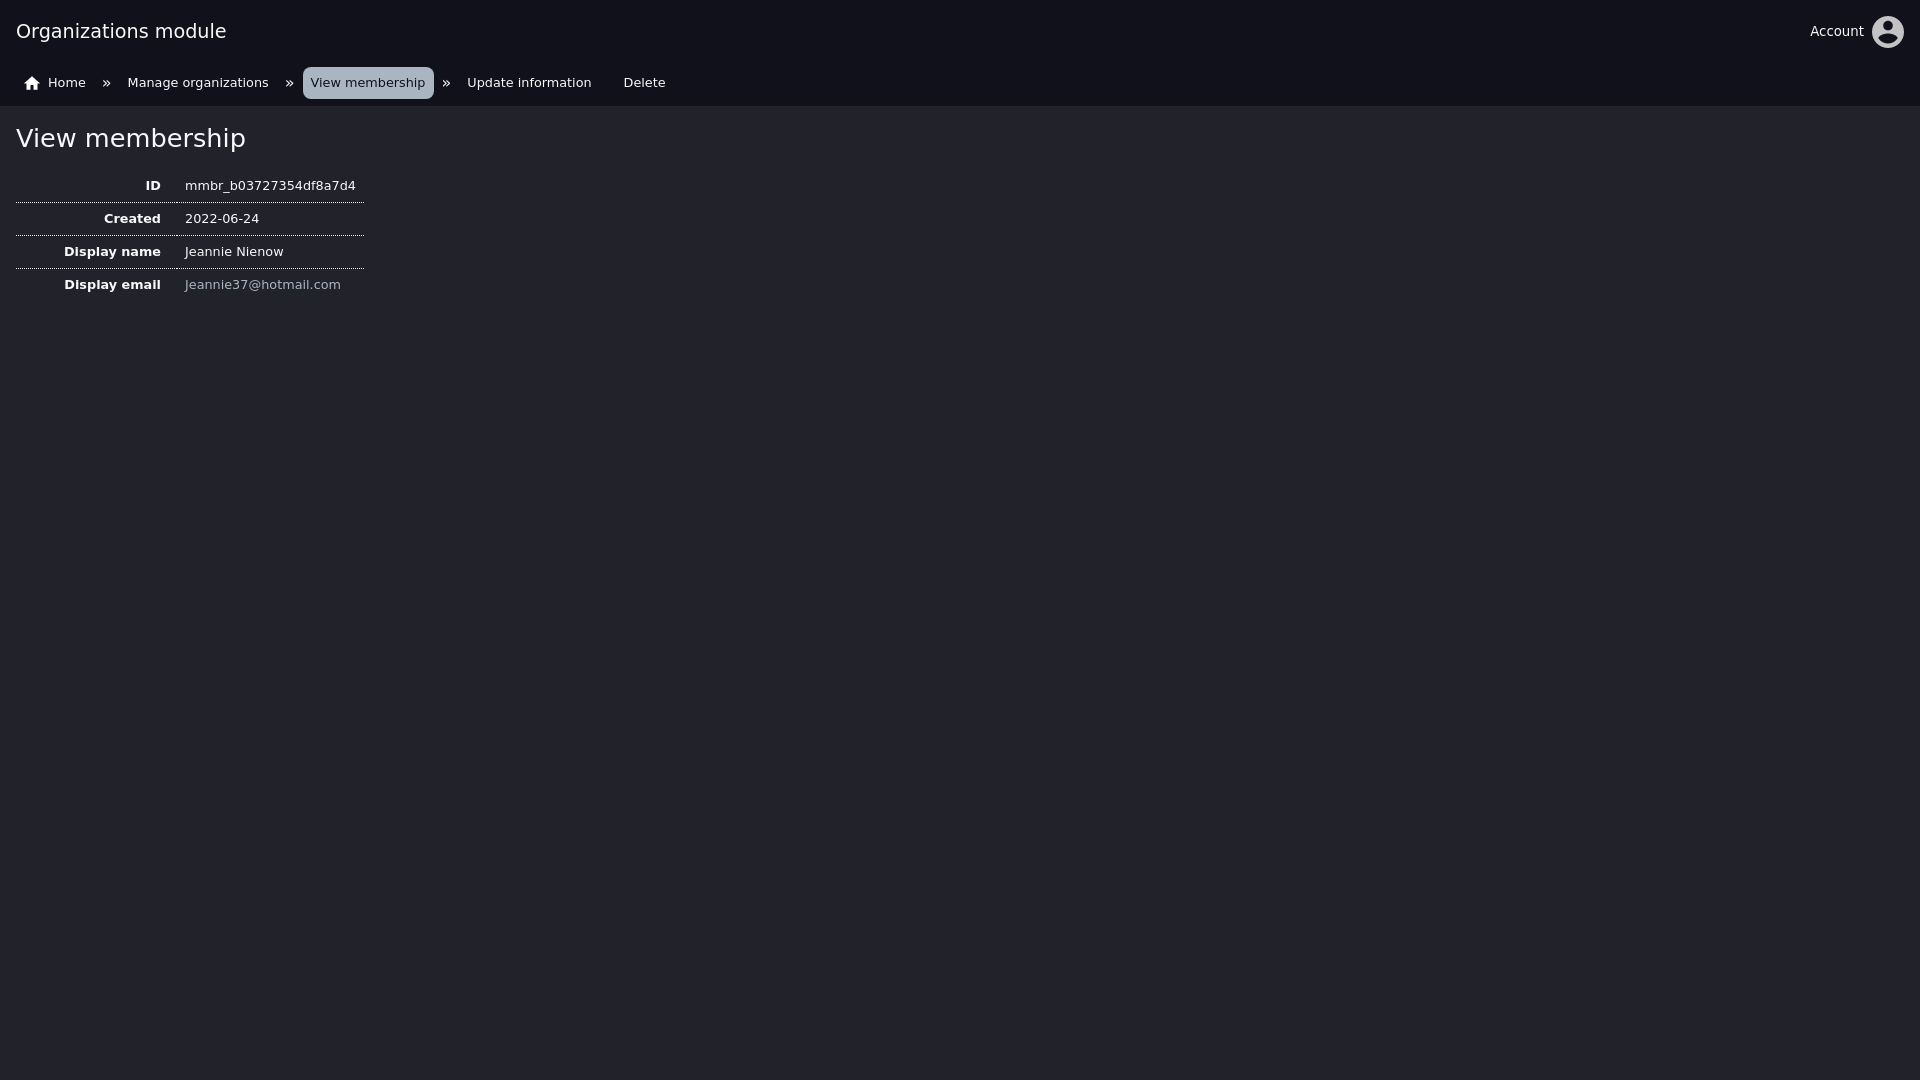 Organizations module
Account
Home » Manage organizations » View membership » Update information Delete
View membership
ID mmbr_b03727354df8a7d4
Created 2022-06-24
Display name Jeannie Nienow
Display email Jeannie37@hotmail.com